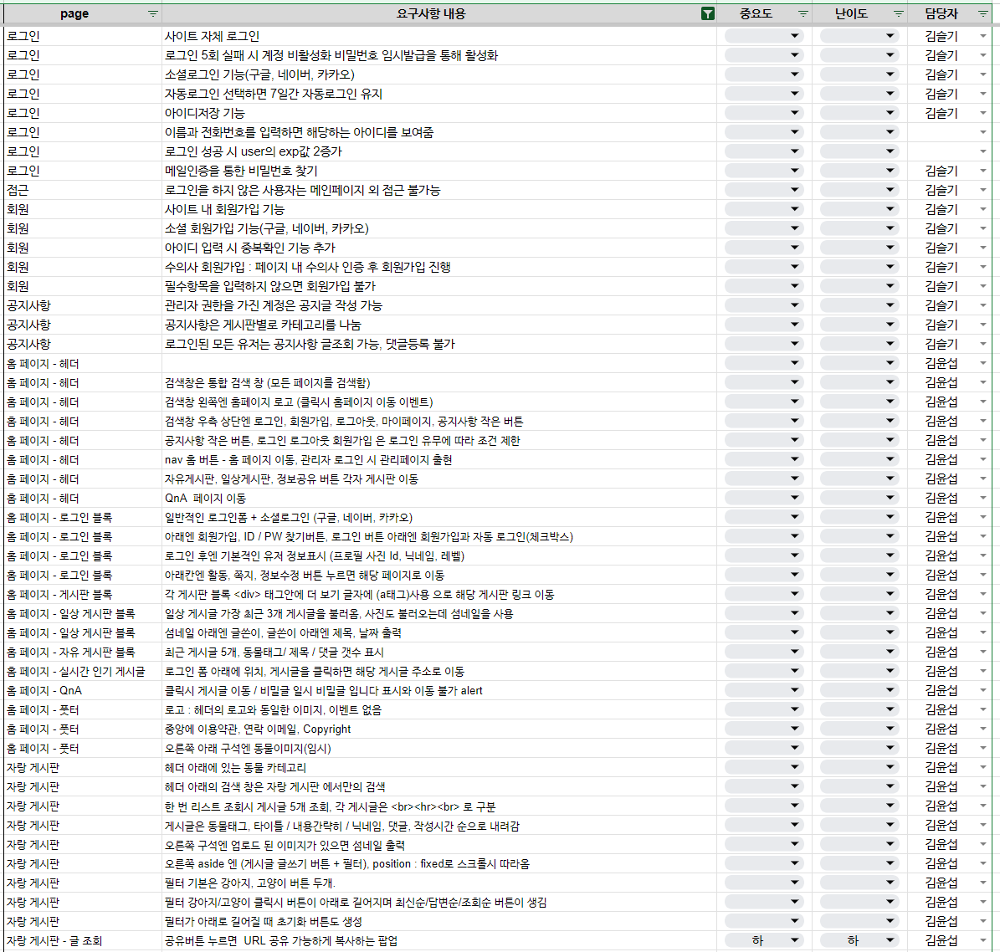 page 요구사항 내용 중요도 난이도 담당자
로그인 사이트 자체 로그인 김슬기
로그인 로그인 5회 실패 시 계정 비활성화 비밀번호 임시발급을 통해 활성화 김슬기
로그인 소셜로그인 기능(구글, 네이버, 카카오) 김슬기
로그인 자동로그인 선택하면 7일간 자동로그인 유지 김슬기
로그인 아이디저장 기능 김슬기
로그인 이름과 전화번호를 입력하면 해당하는 아이디를 보여줌
로그인 로그인 성공 시 user의 exp값 2증가
로그인 메일인증을 통한 비밀번호 찾기 김슬기
접근 로그인을 하지 않은 사용자는 메인페이지 외 접근 불가능 김슬기
회원 사이트 내 회원가입 기능 김슬기
회원 소셜 회원가입 기능(구글, 네이버, 카카오) 김슬기
회원 아이디 입력 시 중복확인 기능 추가 김슬기
회원 수의사 회원가입 : 페이지 내 수의사 인증 후 회원가입 진행 김슬기
회원 필수항목을 입력하지 않으면 회원가입 불가 김슬기
공지사항 관리자 권한을 가진 계정은 공지글 작성 가능 김슬기
공지사항 공지사항은 게시판별로 카테고리를 나눔 김슬기
공지사항 로그인된 모든 유저는 공지사항 글조회 가능, 댓글등록 불가 김슬기
홈 페이지 - 헤더 김윤섭
홈 페이지 - 헤더 검색창은 통합 검색 창 (모든 페이지를 검색함) 김윤섭
홈 페이지 - 헤더 검색창 왼쪽엔 홈페이지 로고 (클릭시 홈페이지 이동 이벤트) 김윤섭
홈 페이지 - 헤더 검색창 우측 상단엔 로그인, 회원가입, 로그아웃, 마이페이지, 공지사항 작은 버튼 김윤섭
홈 페이지 - 헤더 공지사항 작은 버튼, 로그인 로그아웃 회원가입 은 로그인 유무에 따라 조건 제한 김윤섭
홈 페이지 - 헤더 nav 홈 버튼 - 홈 페이지 이동, 관리자 로그인 시 관리페이지 출현 김윤섭
홈 페이지 - 헤더 자유게시판, 일상게시판, 정보공유 버튼 각자 게시판 이동 김윤섭
홈 페이지 - 헤더 QnA  페이지 이동 김윤섭
홈 페이지 - 로그인 블록 일반적인 로그인폼 + 소셜로그인 (구글, 네이버, 카카오) 김윤섭
홈 페이지 - 로그인 블록 아래엔 회원가입, ID / PW 찾기버튼, 로그인 버튼 아래엔 회원가입과 자동 로그인(체크박스) 김윤섭
홈 페이지 - 로그인 블록 로그인 후엔 기본적인 유저 정보표시 (프로필 사진 Id, 닉네임, 레벨) 김윤섭
홈 페이지 - 로그인 블록 아래칸엔 활동, 쪽지, 정보수정 버튼 누르면 해당 페이지로 이동 김윤섭
홈 페이지 - 게시판 블록 각 게시판 블록 <div> 태그안에 더 보기 글자에 (a태그)사용 으로 해당 게시판 링크 이동 김윤섭
홈 페이지 - 일상 게시판 블록 일상 게시글 가장 최근 3개 게시글을 불러옴, 사진도 불러오는데 섬네일을 사용 김윤섭
홈 페이지 - 일상 게시판 블록 섬네일 아래엔 글쓴이, 글쓴이 아래엔 제목, 날짜 출력 김윤섭
홈 페이지 - 자유 게시판 블록 최근 게시글 5개, 동물태그/ 제목 / 댓글 갯수 표시 김윤섭
홈 페이지 - 실시간 인기 게시글 로그인 폼 아래에 위치, 게시글을 클릭하면 해당 게시글 주소로 이동 김윤섭
홈 페이지 - QnA 클릭시 게시글 이동 / 비밀글 일시 비밀글 입니다 표시와 이동 불가 alert 김윤섭
홈 페이지 - 풋터 로고 : 헤더의 로고와 동일한 이미지, 이벤트 없음 김윤섭
홈 페이지 - 풋터 중앙에 이용약관, 연락 이메일, Copyright 김윤섭
홈 페이지 - 풋터 오른쪽 아래 구석엔 동물이미지(임시) 김윤섭
자랑 게시판 헤더 아래에 있는 동물 카테고리 김윤섭
자랑 게시판 헤더 아래의 검색 창은 자랑 게시판 에서만의 검색 김윤섭
자랑 게시판 한 번 리스트 조회시 게시글 5개 조회, 각 게시글은 <br><hr><br> 로 구분 김윤섭
자랑 게시판 게시글은 동물태그, 타이틀 / 내용간략히 / 닉네임, 댓글, 작성시간 순으로 내려감 김윤섭
자랑 게시판 오른쪽 구석엔 업로드 된 이미지가 있으면 섬네일 출력 김윤섭
자랑 게시판 오른쪽 aside 엔 (게시글 글쓰기 버튼 + 필터), position : fixed로 스크롤시 따라옴 김윤섭
자랑 게시판 필터 기본은 강아지, 고양이 버튼 두개. 김윤섭
자랑 게시판 필터 강아지/고양이 클릭시 버튼이 아래로 길어지며 최신순/답변순/조회순 버튼이 생김 김윤섭
자랑 게시판 필터가 아래로 길어질 때 초기화 버튼도 생성 김윤섭
자랑 게시판 - 글 조회 공유버튼 누르면  URL 공유 가능하게 복사하는 팝업 하 하 김윤섭